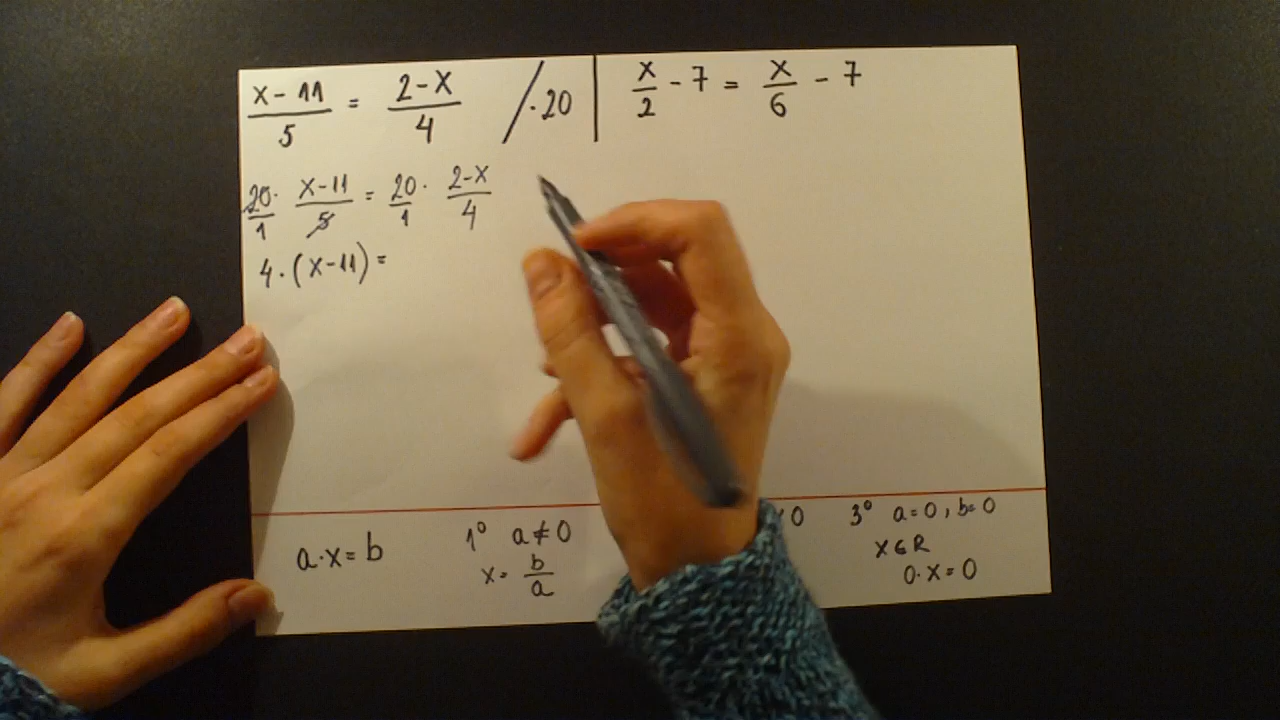 x - 11 / 5 = 2 - x / 4 / · 20
20/1 · x - 11 / 5 = 20/1 · 2 - x / 4
4 · (x - 11) =
x/2 - 7 = x/6 - 7
a · x = b
1° a ≠ 0
x = b/a
0
3° a = 0, b = 0
x ∈ R
0 · x = 0